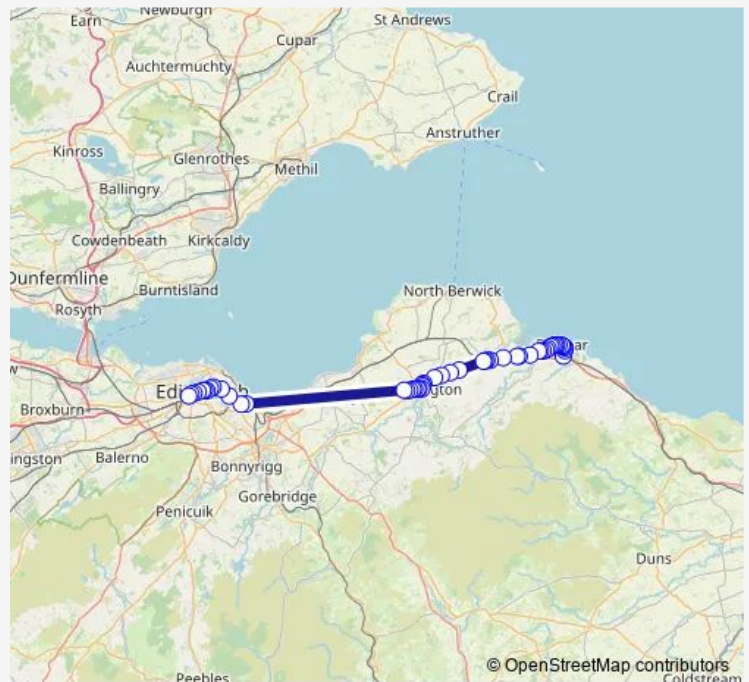 Newburgh
Earn
St Andrews
Cupar
Auchtermuchty
Crail
Anstruther
Kinross
Glenrothes
Methil
Ballingry
Cowdenbeath
Kirkcaldy
Dunfermline
Burntisland
North Berwick
Rosyth
Broxburn
ington
Balerno
Bonnyrigg
Gorebridge
Penicuik
Duns
Peebles
Coldstream
© OpenStreetMap contributors